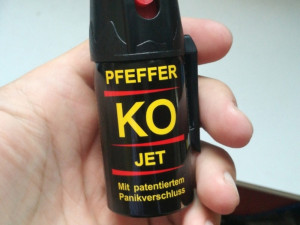 PFEFFER
KO
JET
Mit patentiertem
Panikverschluss